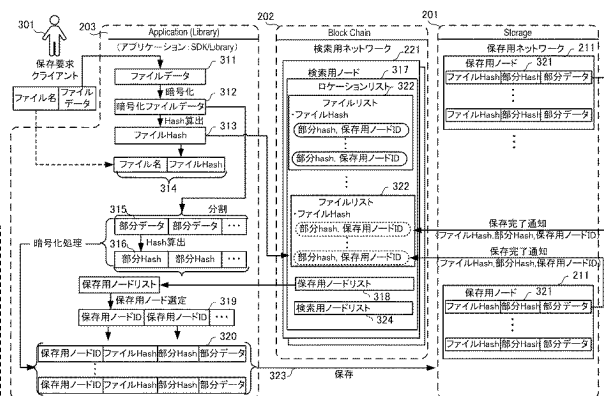 301
203
Application (Library)
(アプリケーション:SDK/Library)
保存要求
クライアント
ファイル名
ファイル
データ
ファイルデータ
311
暗号化
暗号化ファイルデータ
312
Hash算出
ファイルHash
313
ファイル名
ファイルHash
314
分割
315
部分データ
部分データ
…
暗号化処理
Hash算出
316
部分Hash
部分Hash
…
保存用ノードリスト
保存用ノード選定
319
保存用ノードID
保存用ノードID
…
320
保存用ノードID
ファイルHash
部分Hash
部分データ
保存用ノードID
ファイルHash
部分Hash
部分データ
323
保存
202
Block Chain
検索用ネットワーク
221
検索用ノード
317
ロケーションリスト
322
ファイルリスト
・ファイルHash
部分hash, 保存用ノードID
部分hash, 保存用ノードID
322
ファイルリスト
・ファイルHash
部分hash, 保存用ノードID
部分hash, 保存用ノードID
保存用ノードリスト
318
検索用ノードリスト
324
201
Storage
保存用ネットワーク
211
保存用ノード
321
ファイルHash
部分Hash
部分データ
ファイルHash
部分Hash
部分データ
保存完了通知
(ファイルHash,部分Hash,保存用ノードID)
保存完了通知
(ファイルHash,部分Hash,保存用ノードID)
211
保存用ノード
321
ファイルHash
部分Hash
部分データ
ファイルHash
部分Hash
部分データ